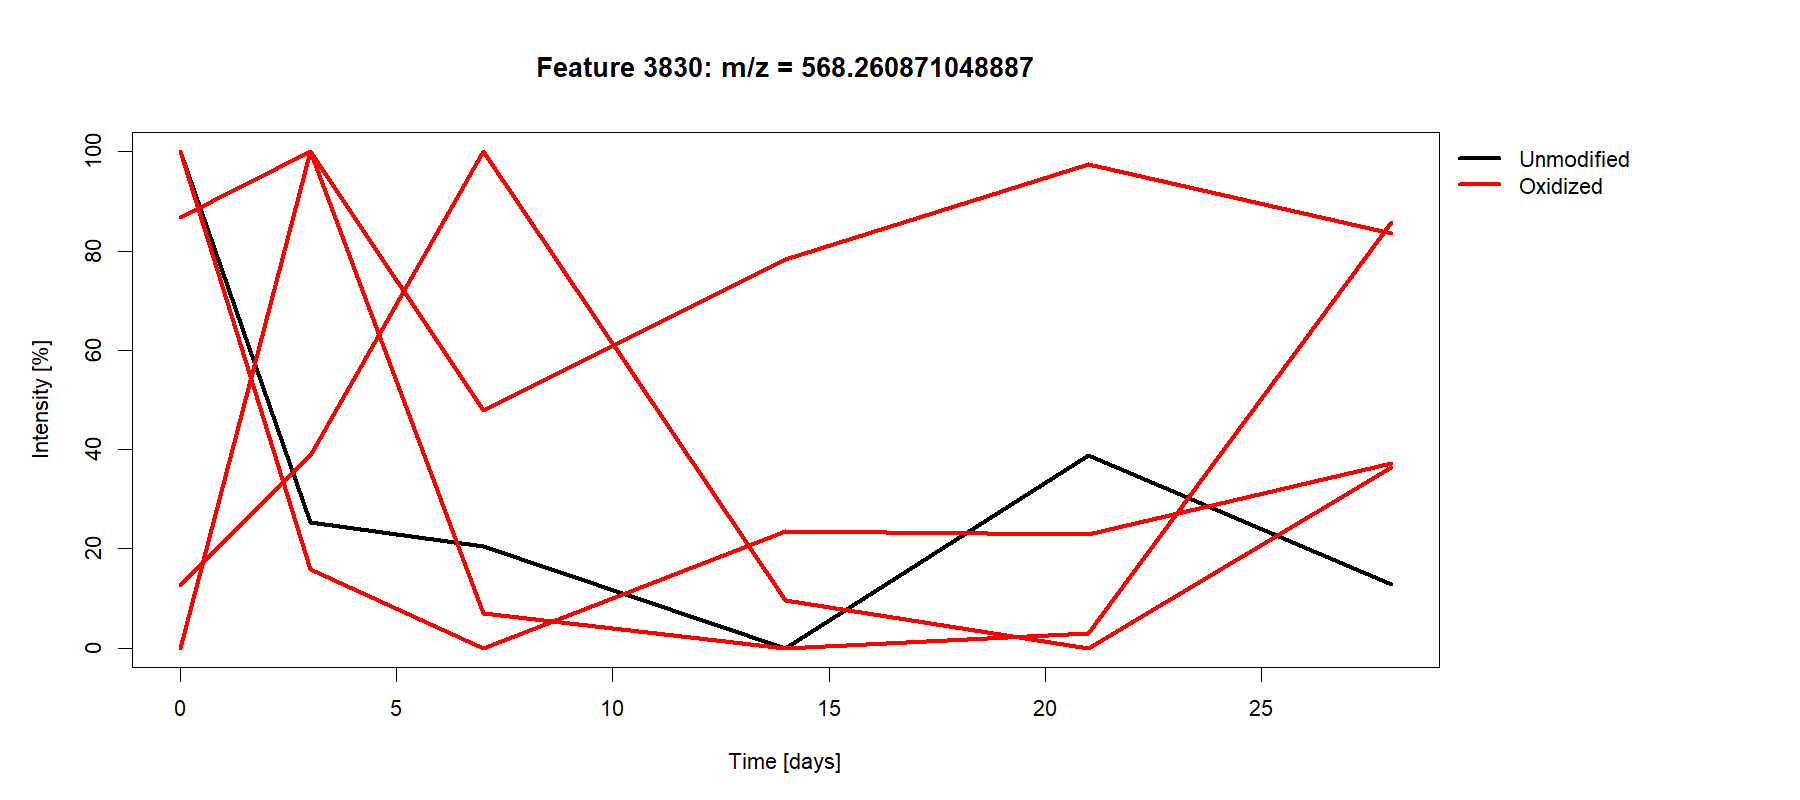 Feature 3830: m/z = 568.260871048887
Unmodified
Oxidized
Intensity [%]
100
80
60
40
20
0
0 5 10 15 20 25
Time [days]